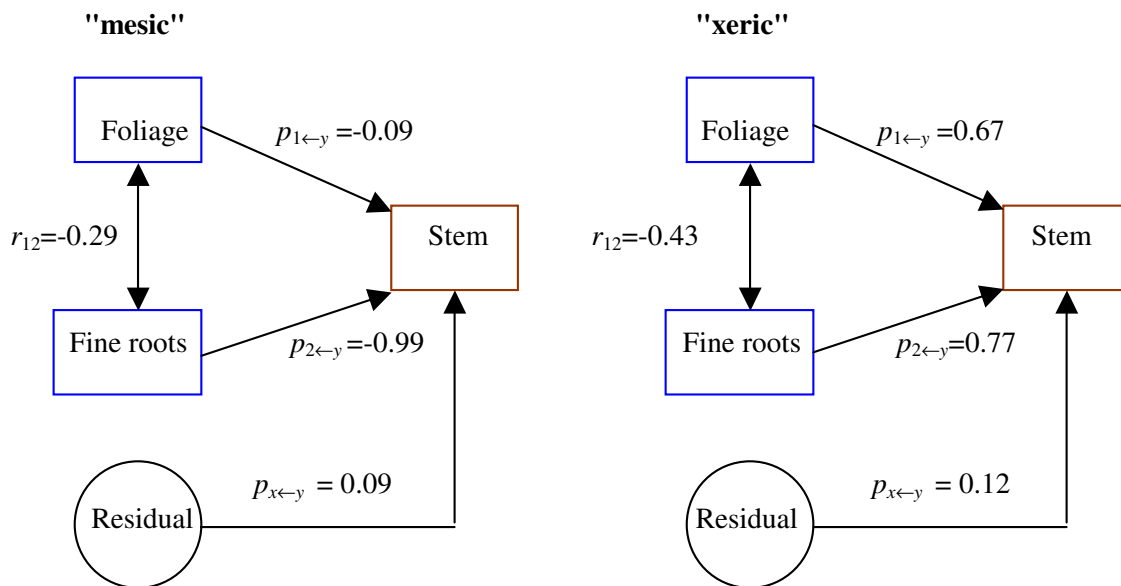 "mesic"
Foliage
p1←y =-0.09
r12=-0.29
Stem
Fine roots
p2←y=-0.99
px←y = 0.09
Residual
"xeric"
Foliage
p1←y =0.67
r12=-0.43
Stem
Fine roots
p2←y=0.77
px←y = 0.12
Residual